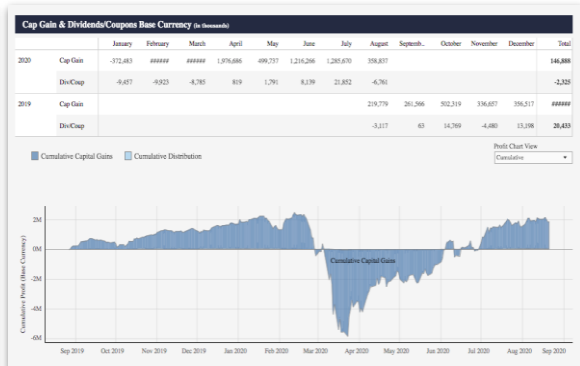 Cap Gain & Dividends/Coupons Base Currency (in thousands)
January February March April May June July August Septemb.. October November December Total
2020 Cap Gain -372,483 ###### ###### 1,976,686 499,737 1,216,266 1,285,670 358,837 146,888
Div/Coup -9,457 -9,923 -8,785 819 1,791 8,139 21,852 -6,761 -2,325
2019 Cap Gain 219,779 261,566 502,319 336,657 356,517 ######
Div/Coup -3,117 63 14,769 -4,480 13,198 20,433
Profit Chart View
Cumulative Capital Gains Cumulative Distribution
Cumulative
Cumulative Profit (Base Currency)
2M
0M
-2M
-4M
-6M
Cumulative Capital Gains
Sep 2019 Oct 2019 Nov 2019 Dec 2019 Jan 2020 Feb 2020 Mar 2020 Apr 2020 May 2020 Jun 2020 Jul 2020 Aug 2020 Sep 2020